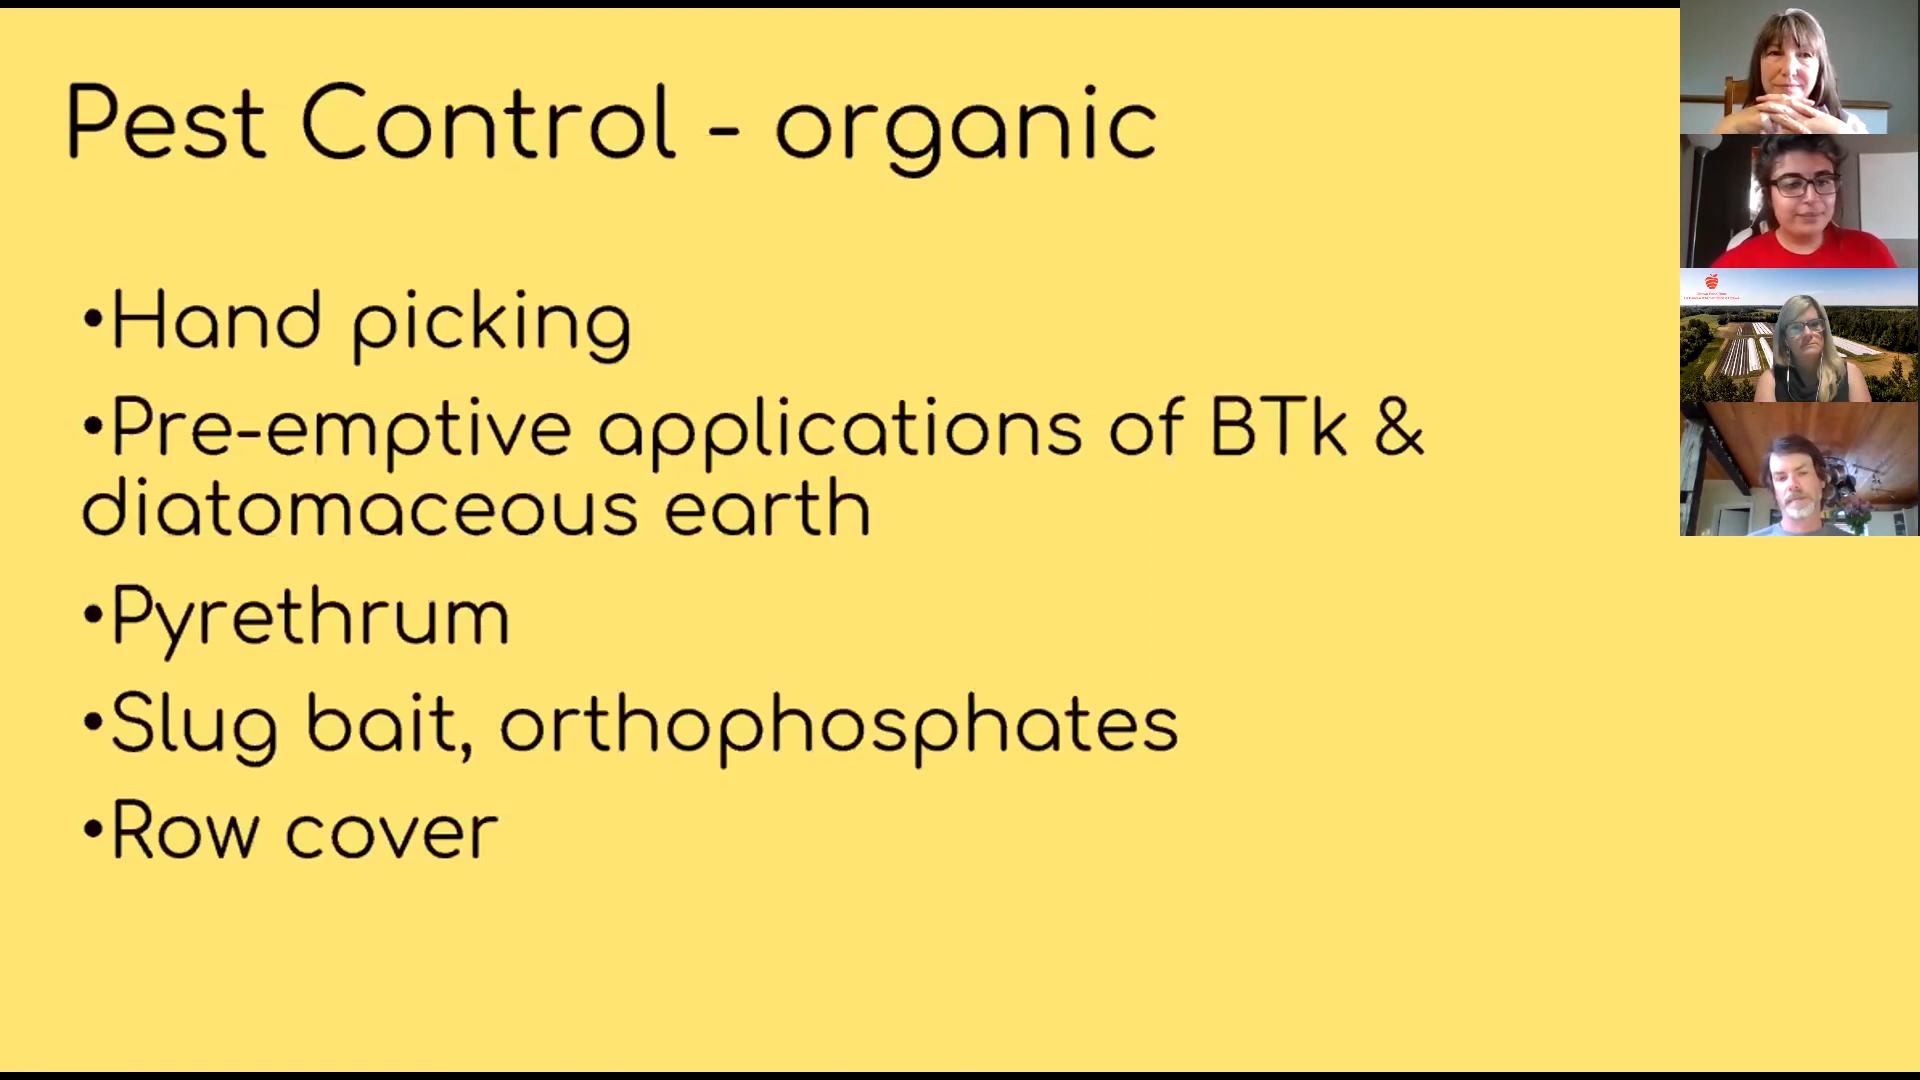 Pest Control - organic
•Hand picking
•Pre-emptive applications of BTk &
diatomaceous earth
•Pyrethrum
•Slug bait, orthophosphates
•Row cover